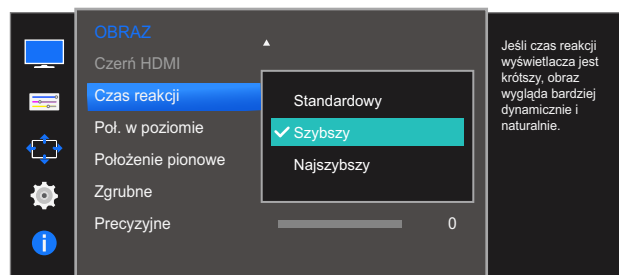 OBRAZ
Czerń HDMI
Czas reakcji
Poł. w poziomie
Położenie pionowe
Zgrubne
Precyzyjne
0
Standardowy
Szybszy
Najszybszy
Jeśli czas reakcji
wyświetlacza jest
krótszy, obraz
wygląda bardziej
dynamicznie i
naturalnie.